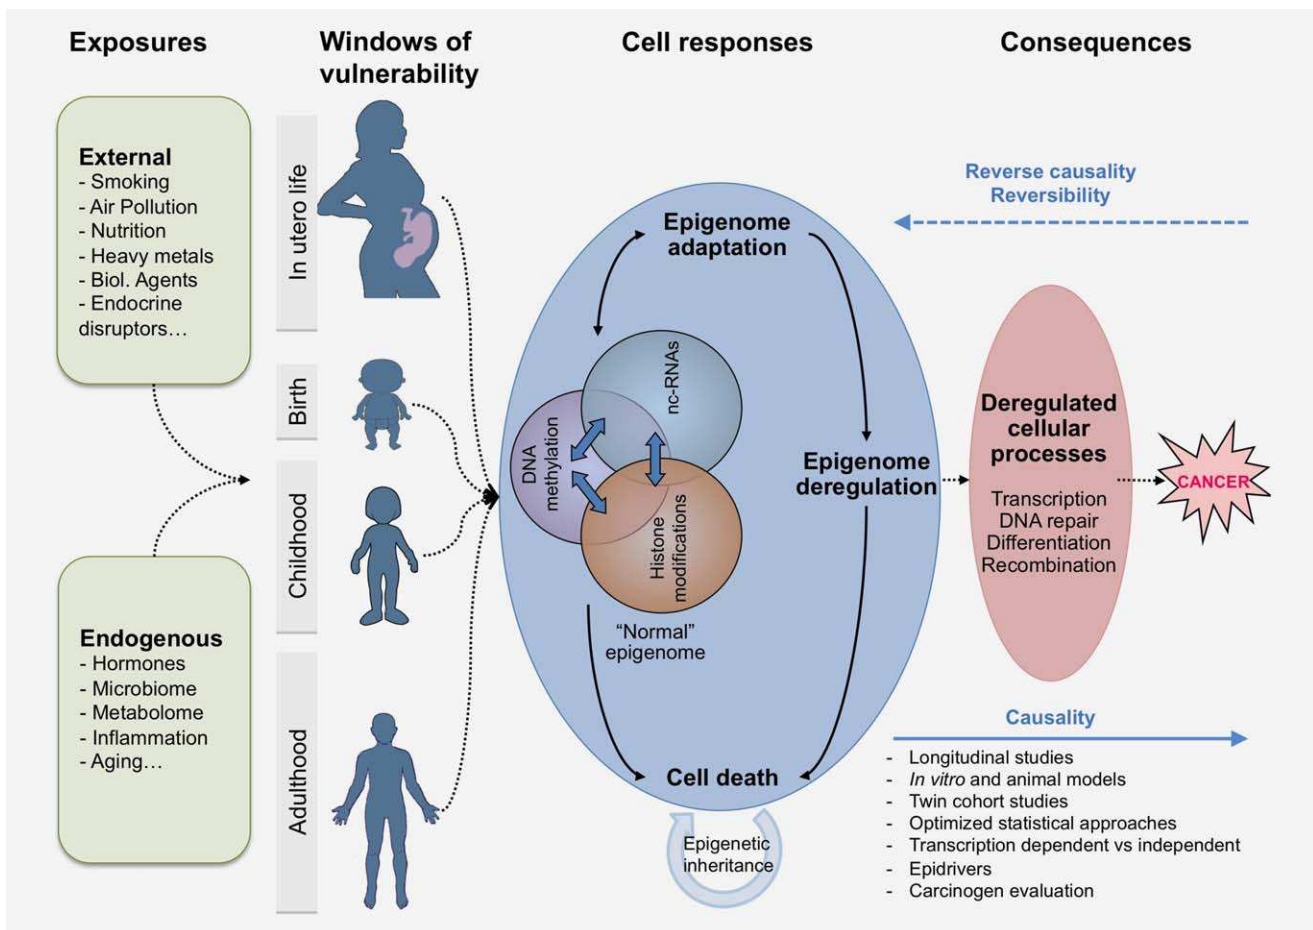 Exposures
Windows of
vulnerability
Cell responses
Consequences
External
- Smoking
- Air Pollution
- Nutrition
- Heavy metals
- Biol. Agents
- Endocrine
disruptors…
Endogenous
- Hormones
- Microbiome
- Metabolome
- Inflammation
- Aging…
In utero life
Birth
Childhood
Adulthood
Epigenome
adaptation
nc-RNAs
DNA
methylation
Histone
modifications
"Normal"
epigenome
Epigenome
deregulation
Cell death
Epigenetic
inheritance
Reverse causality
Reversibility
Deregulated
cellular
processes
Transcription
DNA repair
Differentiation
Recombination
CANCER
Causality
- Longitudinal studies
- In vitro and animal models
- Twin cohort studies
- Optimized statistical approaches
- Transcription dependent vs independent
- Epidrivers
- Carcinogen evaluation